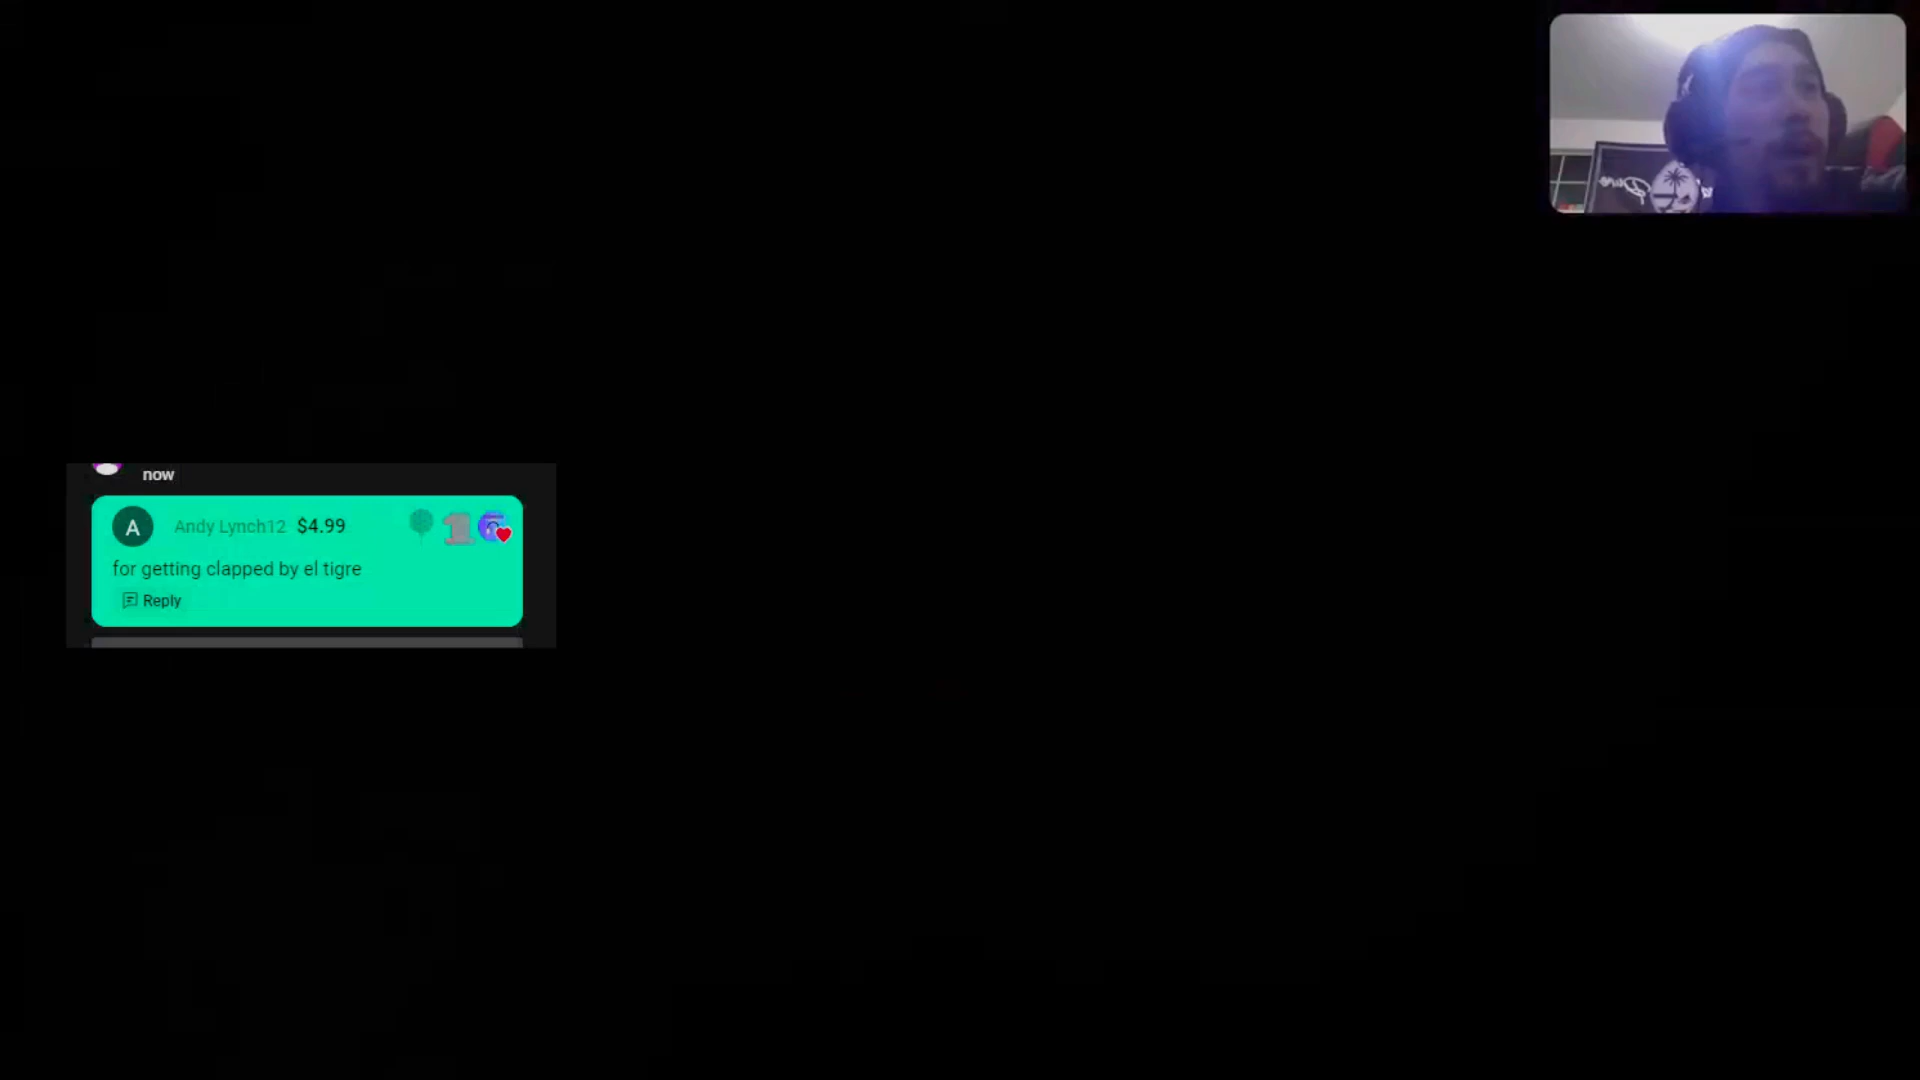 now
A Andy Lynch12 $4.99
for getting clapped by el tigre
Reply